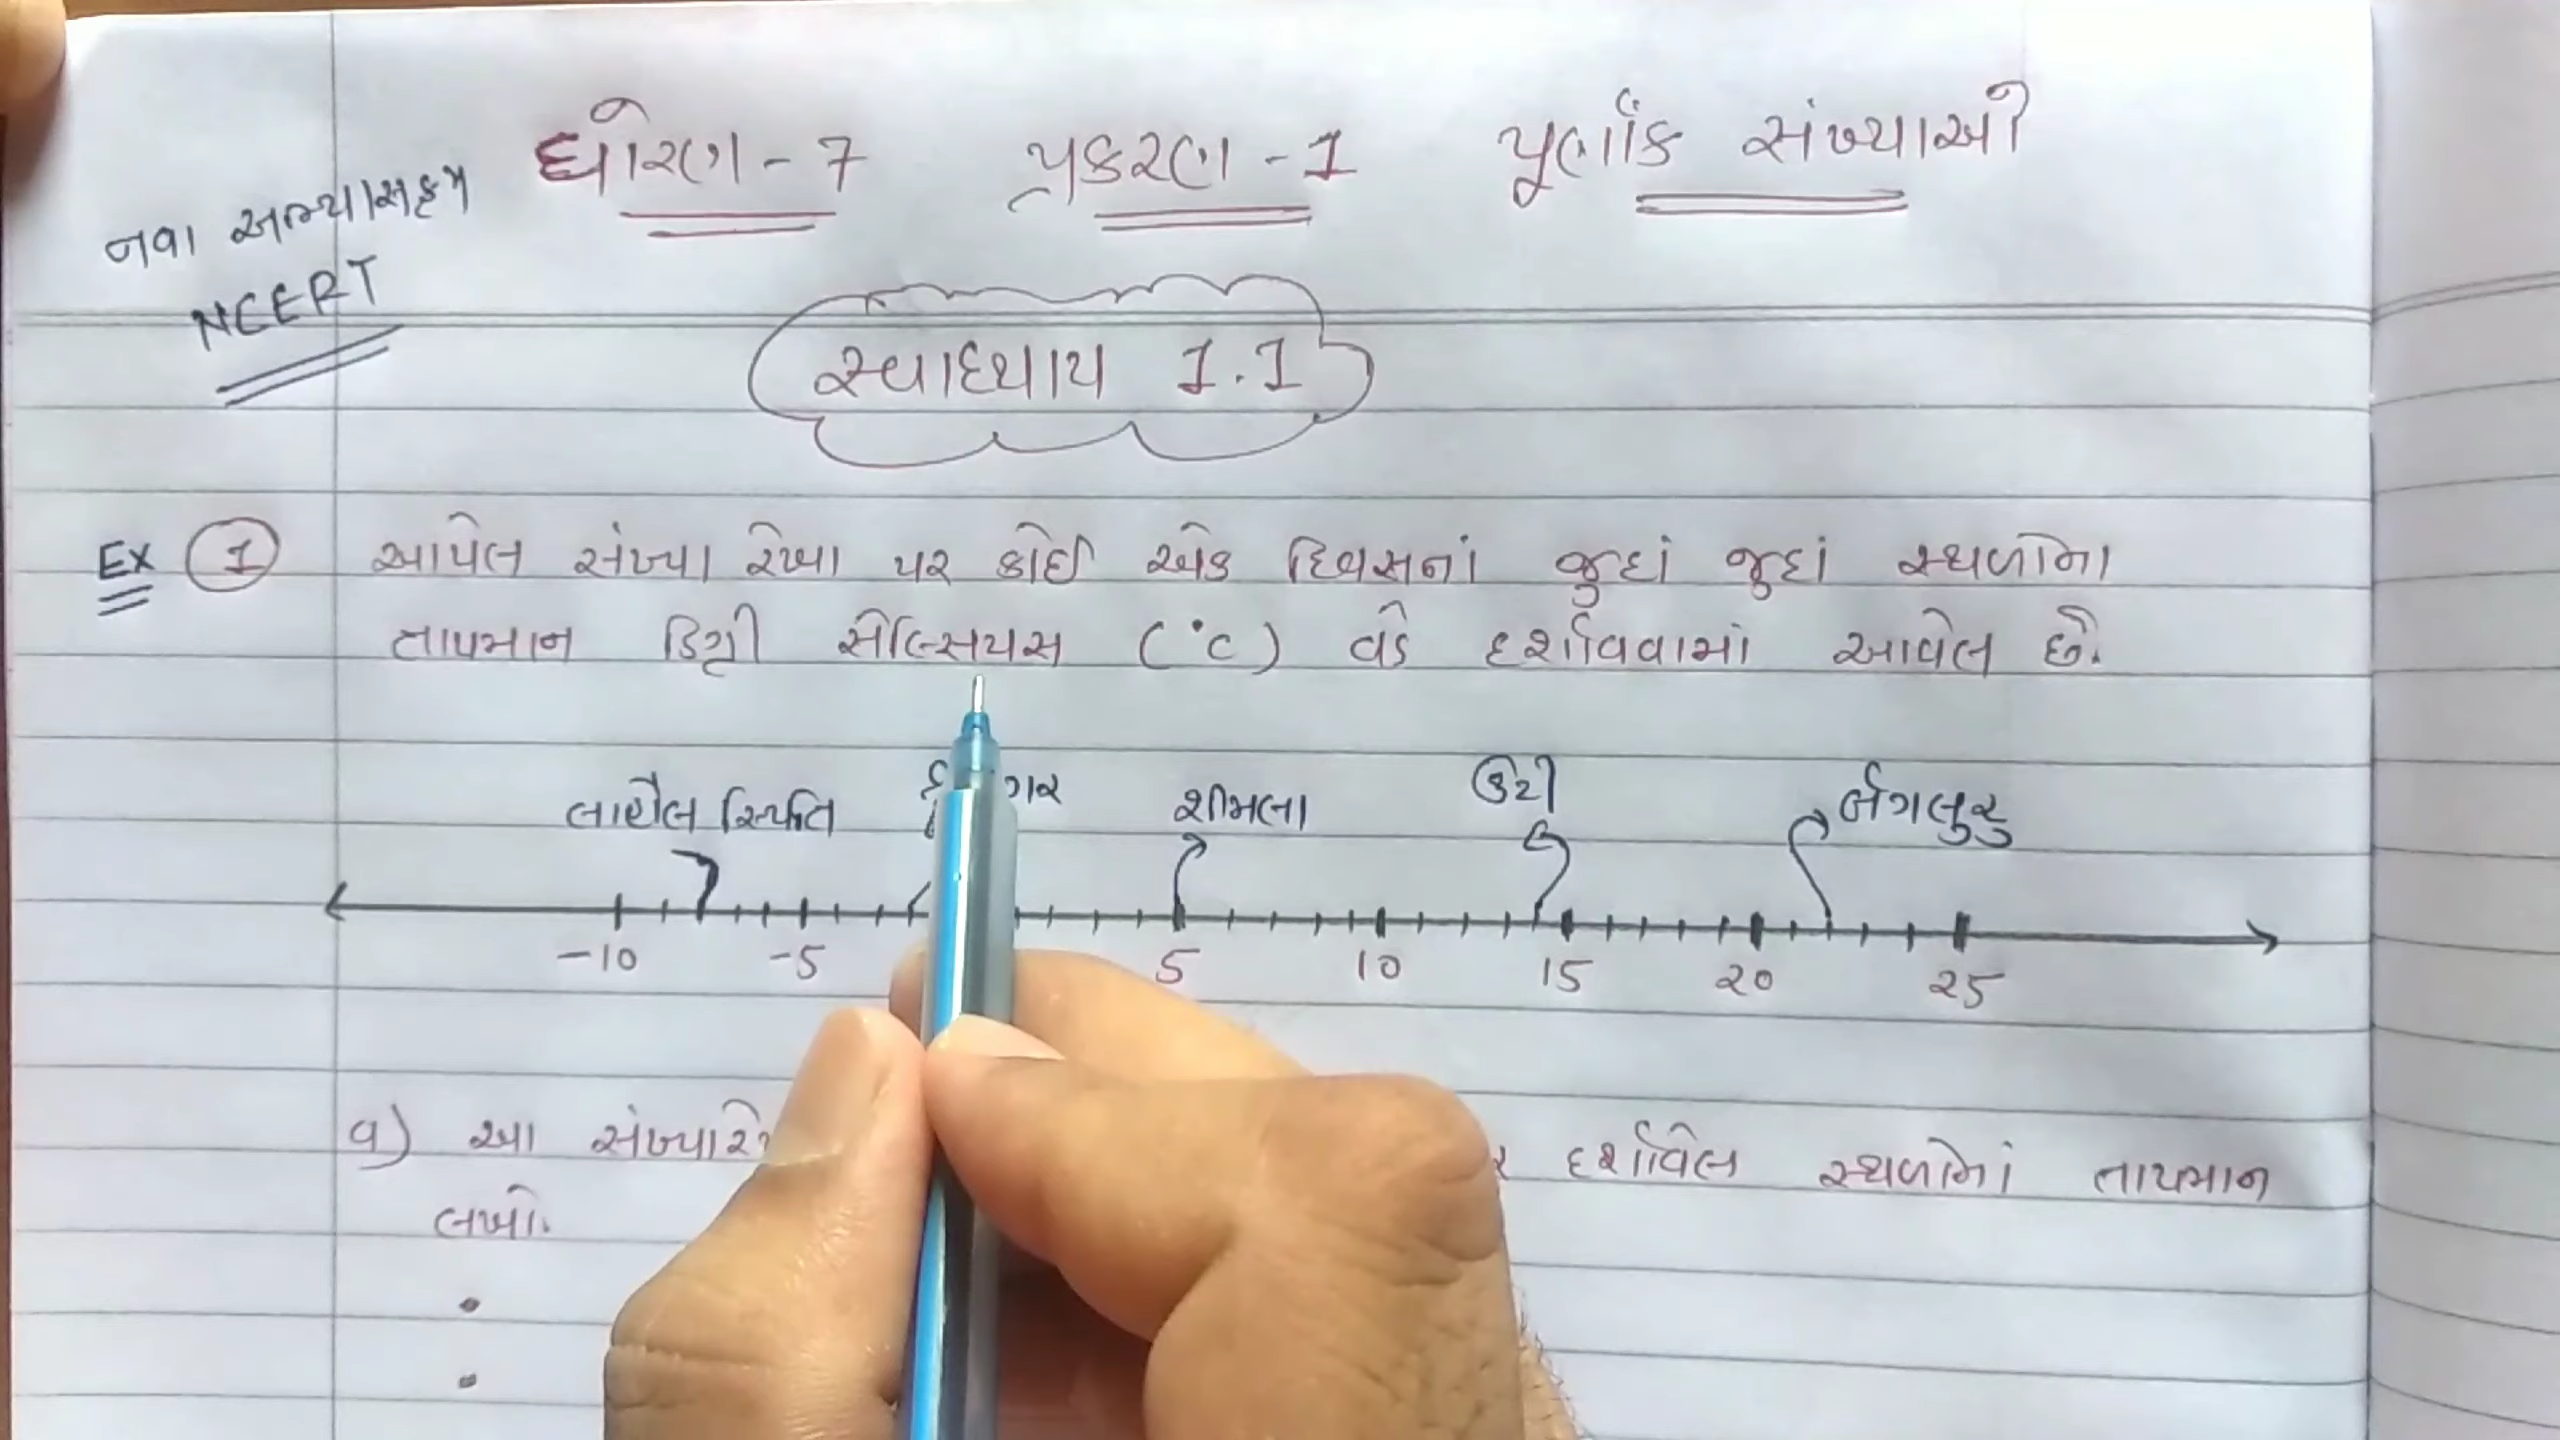 ધોરણ - 7 પ્રકરણ - 1 પૂર્ણાંક સંખ્યાઓ
નવા અભ્યાસક્રમ
NCERT
સ્વાધ્યાય 1.1
Ex 1 આપેલ સંખ્યા રેખા પર કોઈ એક દિવસનાં જુદાં જુદાં સ્થળોના
તાપમાન ડિગ્રી સેલ્સિયસ (°c) વડે દર્શાવવામાં આવેલ છે.
લાહૈલ સ્પિતિ શીમલા ઉટી બેંગલુરુ
-10 -5 5 10 15 20 25
a) આ દર્શાવેલ સ્થળોનાં તાપમાન
લખો.